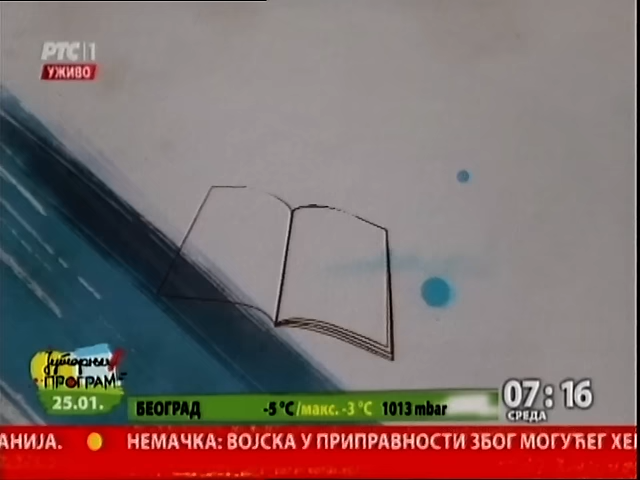 РТС 1
УЖИВО
Јутарњи
ПРОГРАМ
25.01.
БЕОГРАД -5 °C /макс. -3 °C 1013 mbar
07:16
СРЕДА
АНИЈА. ● НЕМАЧКА: ВОЈСКА У ПРИПРАВНОСТИ ЗБОГ МОГУЋЕГ ХЕ